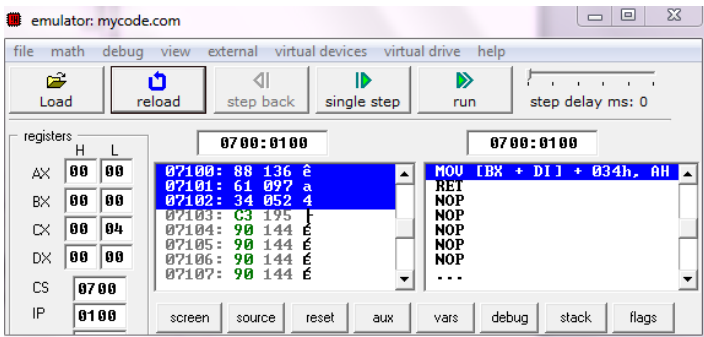 emulator: mycode.com
file math debug view external virtual devices virtual drive help
Load reload step back single step run step delay ms: 0
registers
H L
0700:0100 0700:0100
AX 00 00
BX 00 00
CX 00 04
DX 00 00
CS 0700
IP 0100
07100: 88 136 ê
07101: 61 097 a
07102: 34 052 4
07103: C3 195 ├
07104: 90 144 É
07105: 90 144 É
07106: 90 144 É
07107: 90 144 É
MOV [BX + DI] + 034h, AH
RET
NOP
NOP
NOP
NOP
NOP
...
screen source reset aux vars debug stack flags